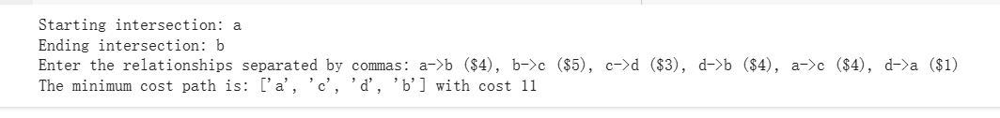 Starting intersection: a
Ending intersection: b
Enter the relationships separated by commas: a->b ($4), b->c ($5), c->d ($3), d->b ($4), a->c ($4), d->a ($1)
The minimum cost path is: ['a', 'c', 'd', 'b'] with cost 11